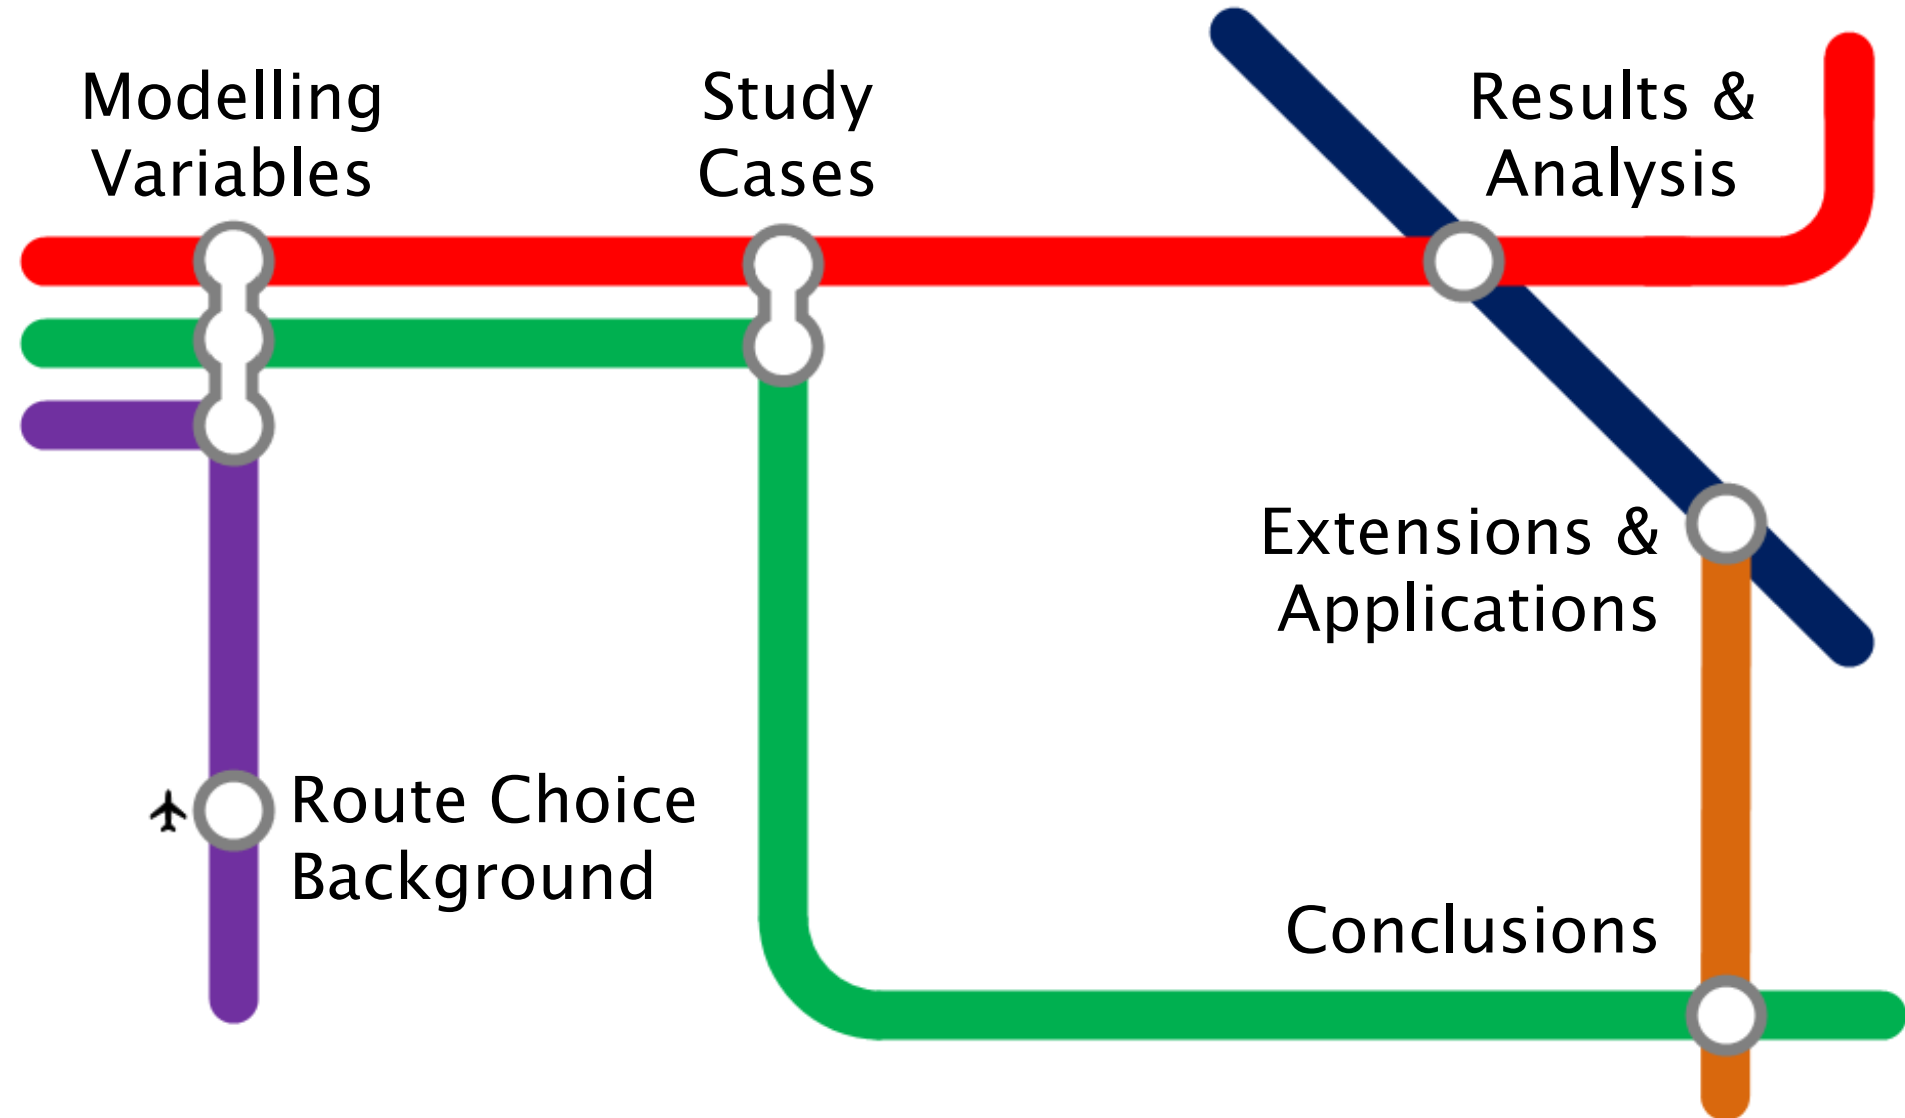 Modelling
Variables
Study
Cases
Results &
Analysis
Extensions &
Applications
Route Choice
Background
Conclusions